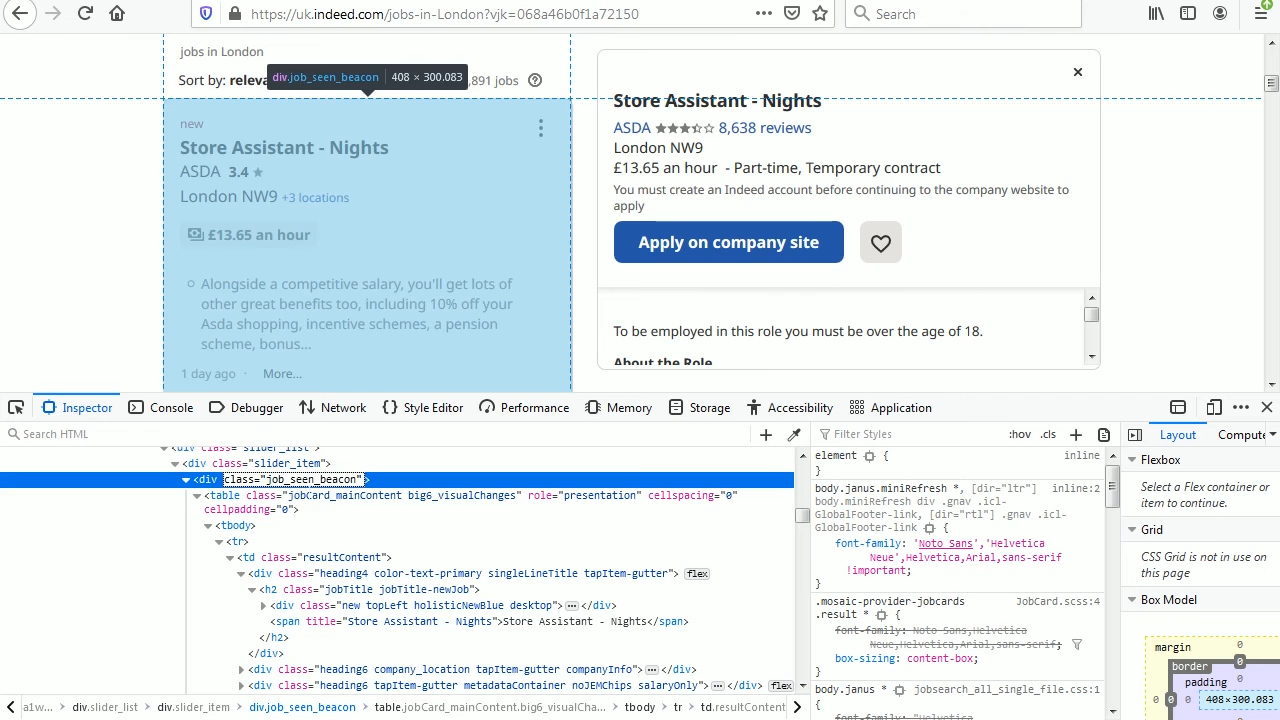 https://uk.indeed.com/jobs-in-London?vjk=068a46b0f1a72150
Search
jobs in London
Sort by: releva
div.job_seen_beacon 408 × 300.083
,891 jobs
new
Store Assistant - Nights
ASDA 3.4
London NW9 +3 locations
£13.65 an hour
Alongside a competitive salary, you'll get lots of
other great benefits too, including 10% off your
Asda shopping, incentive schemes, a pension
scheme, bonus...
1 day ago · More...
Store Assistant - Nights
ASDA 8,638 reviews
London NW9
£13.65 an hour - Part-time, Temporary contract
You must create an Indeed account before continuing to the company website to
apply
Apply on company site
To be employed in this role you must be over the age of 18.
About the Role
Inspector Console Debugger Network Style Editor Performance Memory Storage Accessibility Application
Search HTML
<div class="slider_list">
<div class="slider_item">
<div class="job_seen_beacon">
<table class="jobCard_mainContent big6_visualChanges" role="presentation" cellspacing="0"
cellpadding="0">
<tbody>
<tr>
<td class="resultContent">
<div class="heading4 color-text-primary singleLineTitle tapItem-gutter"> flex
<h2 class="jobTitle jobTitle-newJob">
<div class="new topLeft holisticNewBlue desktop"> </div>
<span title="Store Assistant - Nights">Store Assistant - Nights</span>
</h2>
</div>
<div class="heading6 company_location tapItem-gutter companyInfo"> </div>
<div class="heading6 tapItem-gutter metadataContainer noJEMChips salaryOnly"> </div> flex
a1w... div.slider_list div.slider_item div.job_seen_beacon table.jobCard_mainContent.big6_visualCha... tbody tr td.resultContent
Filter Styles :hov .cls
element { inline
}
body.janus.miniRefresh *, [dir="ltr"] inline:2
body.miniRefresh div .gnav .icl-
GlobalFooter-link, [dir="rtl"] .gnav .icl-
GlobalFooter-link {
font-family: 'Noto Sans','Helvetica
Neue',Helvetica,Arial,sans-serif
!important;
}
.mosaic-provider-jobcards JobCard.scss:4
.result * {
font-family: Noto Sans,Helvetica
Neue,Helvetica,Arial,sans-serif;
box-sizing: content-box;
}
body.janus * jobsearch_all_single_file.css:1
{
font-family: "Helvetica
Layout Compute
Flexbox
Select a Flex container or
item to continue.
Grid
CSS Grid is not in use on
this page
Box Model
margin 0
border 0
padding 0
0 0 0 408×300.083